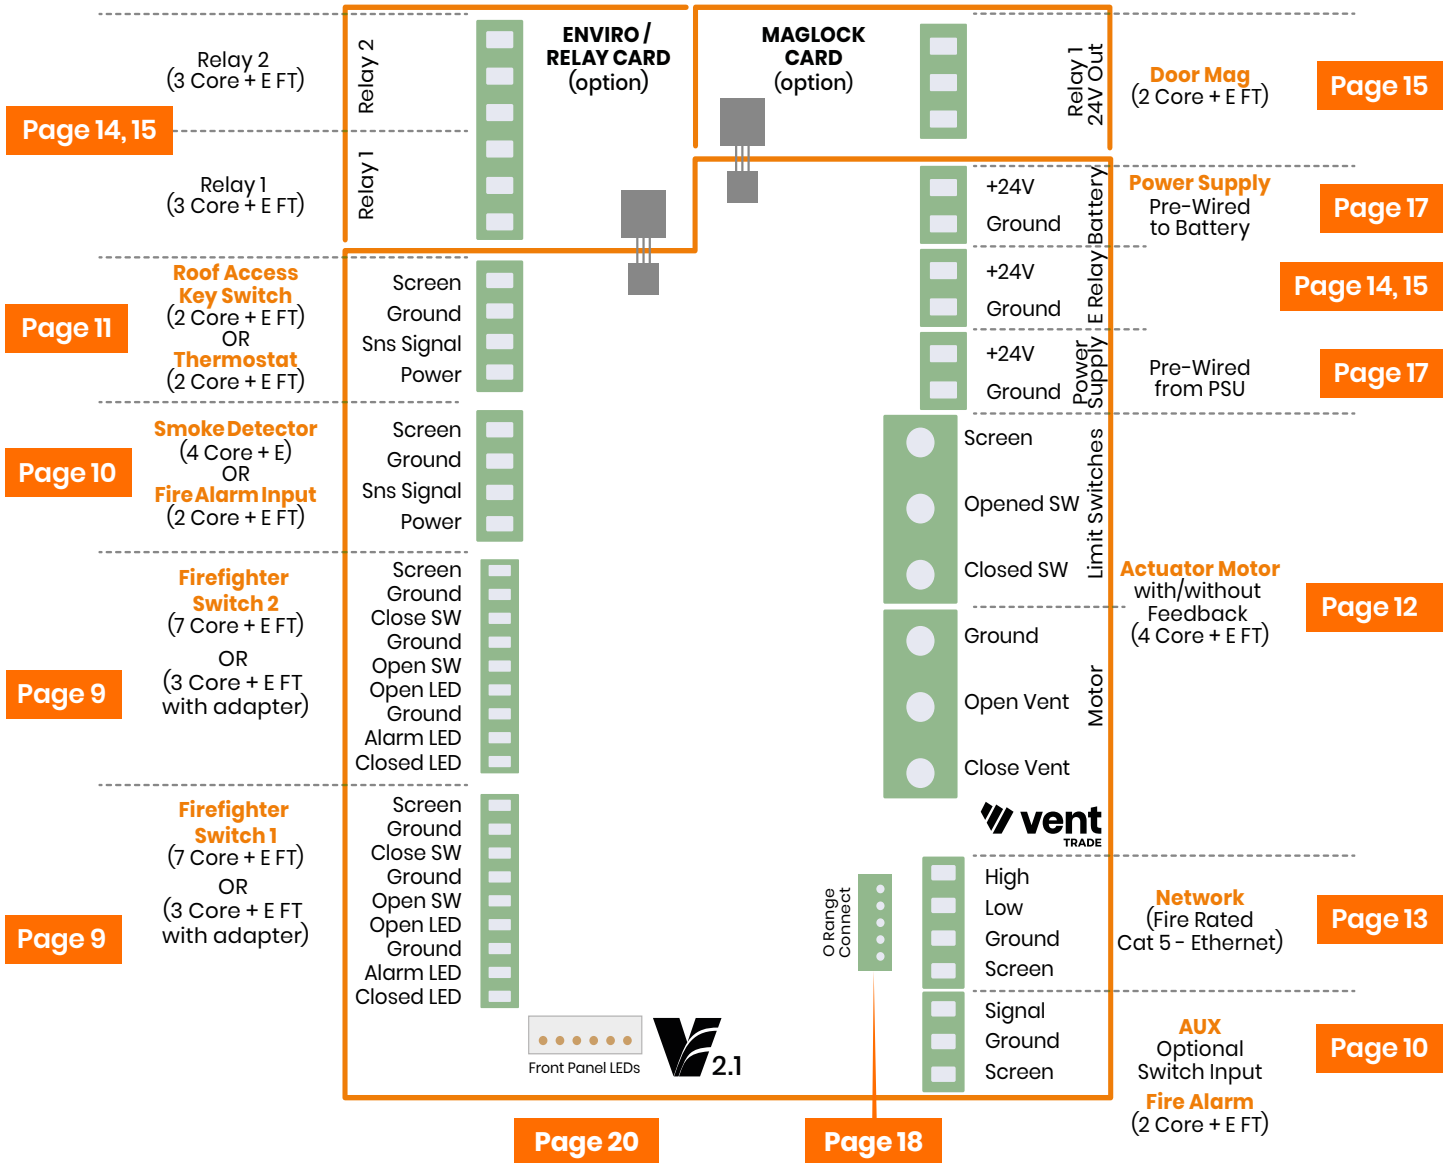 Relay 2
(3 Core + E FT)
Page 14, 15
Relay 1
(3 Core + E FT)
Relay 2
Relay 1
ENVIRO /
RELAY CARD
(option)
MAGLOCK
CARD
(option)
Relay 1
24V Out
Door Mag
(2 Core + E FT)
Page 15
Roof Access
Key Switch
(2 Core + E FT)
OR
Thermostat
(2 Core + E FT)
Page 11
Screen
Ground
Sns Signal
Power
Smoke Detector
(4 Core + E)
OR
Fire Alarm Input
(2 Core + E FT)
Page 10
Screen
Ground
Sns Signal
Power
Firefighter
Switch 2
(7 Core + E FT)
OR
(3 Core + E FT
with adapter)
Page 9
Screen
Ground
Close SW
Ground
Open SW
Open LED
Ground
Alarm LED
Closed LED
Firefighter
Switch 1
(7 Core + E FT)
OR
(3 Core + E FT
with adapter)
Page 9
Screen
Ground
Close SW
Ground
Open SW
Open LED
Ground
Alarm LED
Closed LED
+24V
Ground
Battery
Power Supply
Pre-Wired
to Battery
Page 17
+24V
Ground
E Relay
Page 14, 15
+24V
Ground
Power
Supply
Pre-Wired
from PSU
Page 17
Screen
Opened SW
Closed SW
Limit Switches
Actuator Motor
with/without
Feedback
(4 Core + E FT)
Page 12
Ground
Open Vent
Close Vent
Motor
vent
TRADE
O Range
Connect
High
Low
Ground
Screen
Network
(Fire Rated
Cat 5 - Ethernet)
Page 13
Signal
Ground
Screen
AUX
Optional
Switch Input
Fire Alarm
(2 Core + E FT)
Page 10
Front Panel LEDs
2.1
Page 20
Page 18